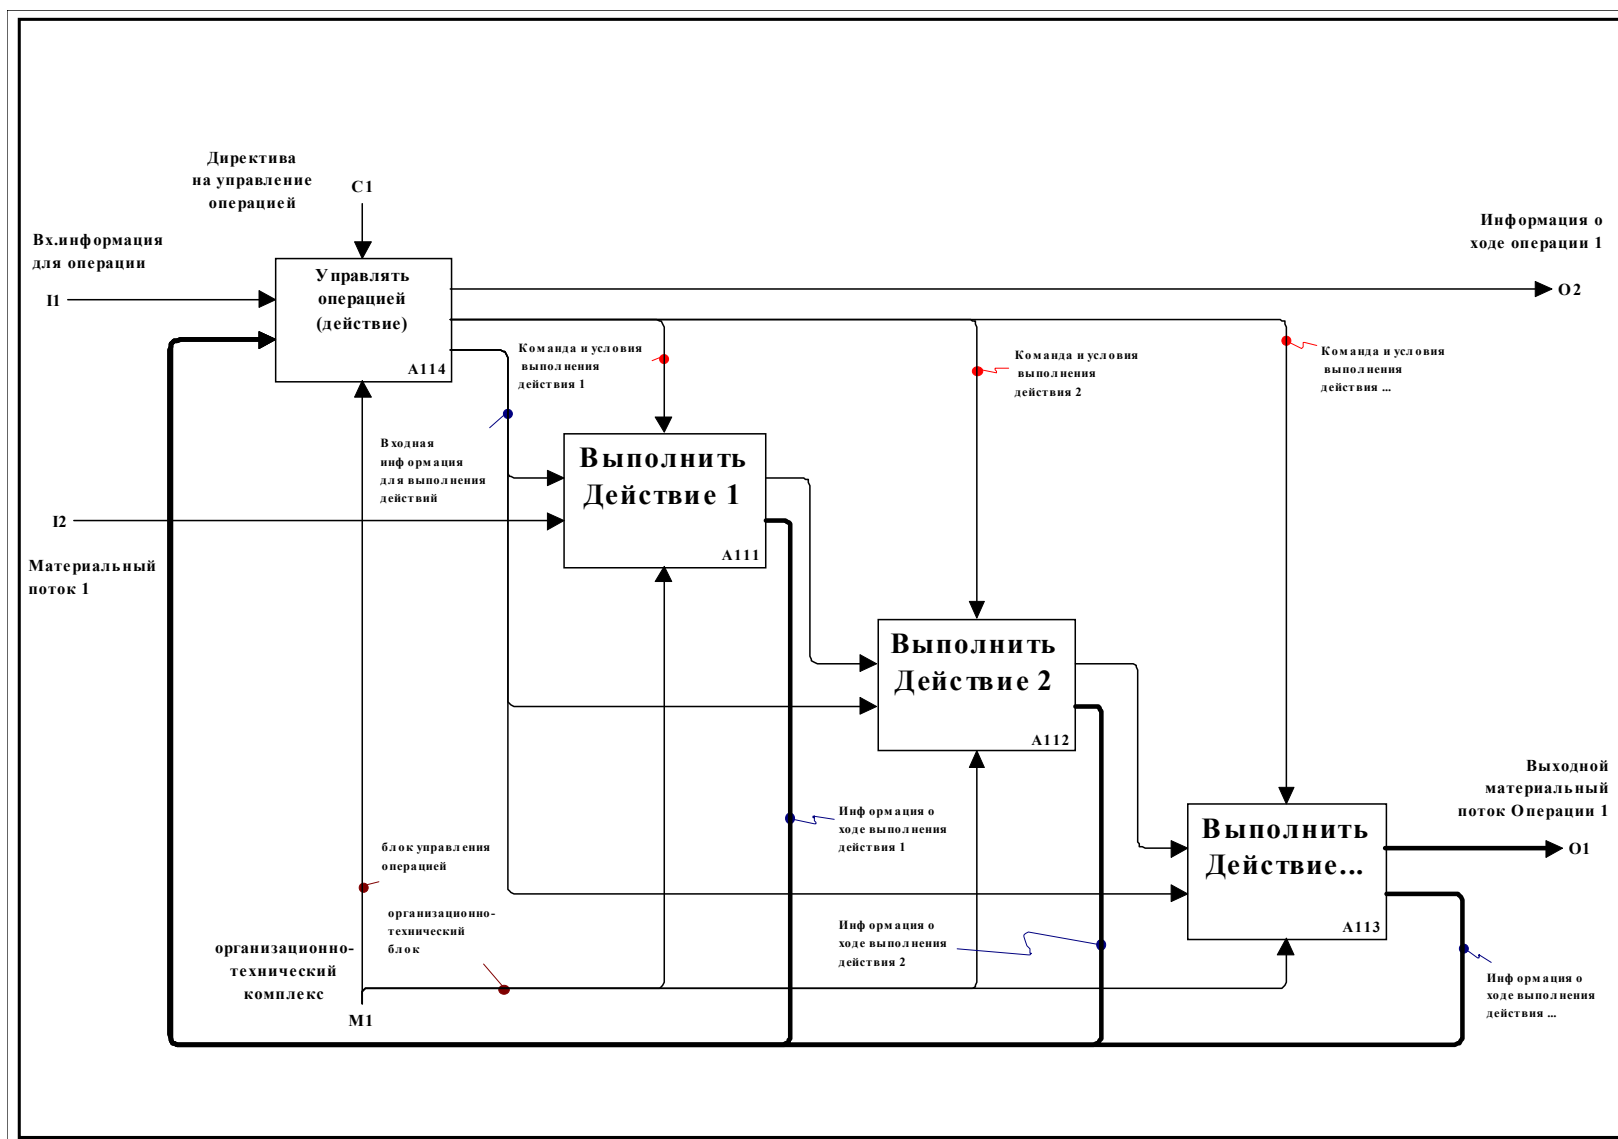 Директива
на управление
операцией
C1
Вх.информация
для операции
I1
Управлять
операцией
(действие)
A114
Информация о
ходе операции 1
O2
Команда и условия
выполнения
действия 1
Команда и условия
выполнения
действия 2
Команда и условия
выполнения
действия ...
Входная
информация
для выполнения
действий
I2
Материальный
поток 1
Выполнить
Действие 1
A111
Выполнить
Действие 2
A112
Выполнить
Действие...
A113
Выходной
материальный
поток Операции 1
O1
Информация о
ходе выполнения
действия 1
Информация о
ходе выполнения
действия 2
Информация о
ходе выполнения
действия ...
блок управления
операцией
организационно-
технический
блок
организационно-
технический
комплекс
M1